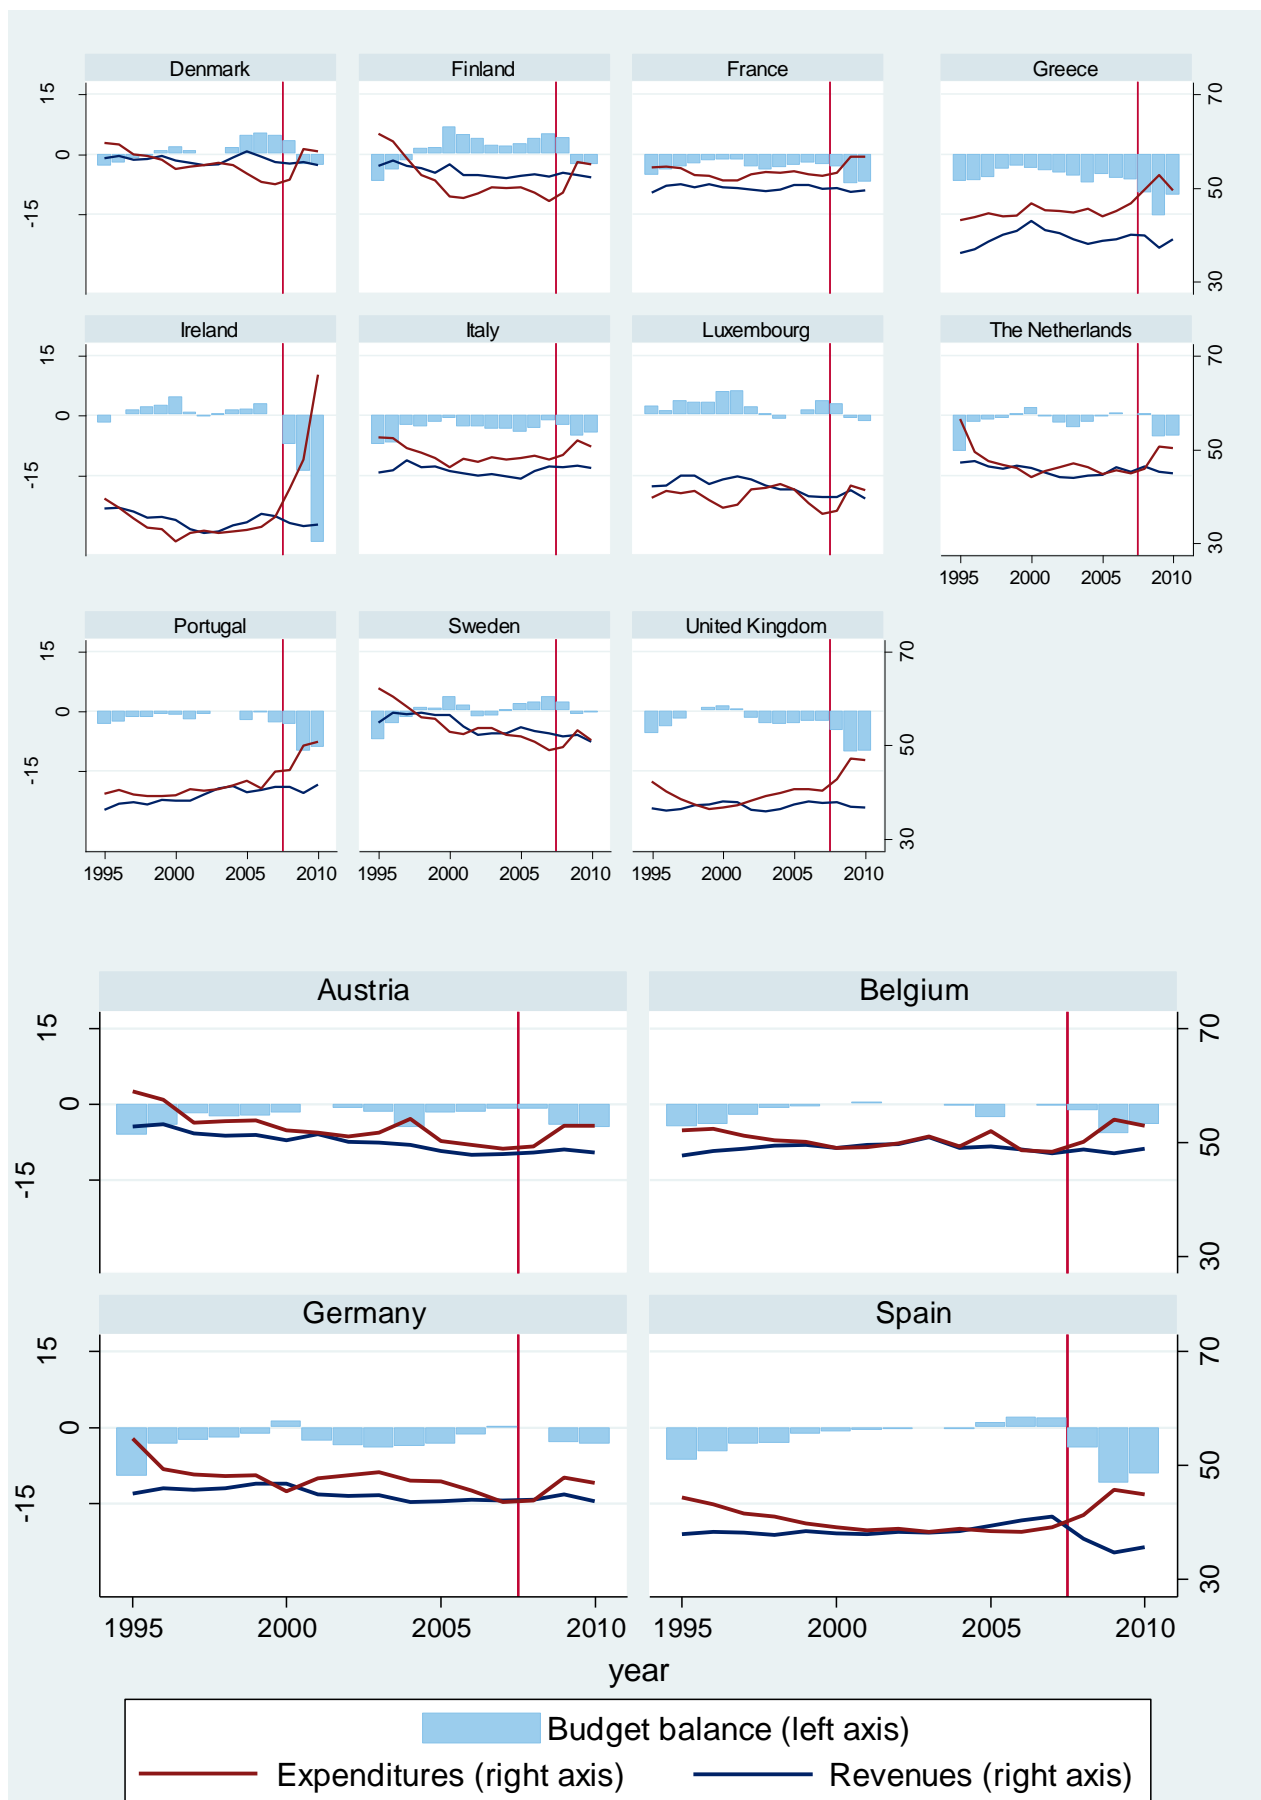 Denmark Finland France Greece
15 0 -15
70 50 30
Ireland Italy Luxembourg The Netherlands
15 0 -15
70 50 30
1995 2000 2005 2010
Portugal Sweden United Kingdom
15 0 -15
70 50 30
1995 2000 2005 2010 1995 2000 2005 2010 1995 2000 2005 2010
Austria Belgium
15 0 -15
70 50 30
Germany Spain
15 0 -15
70 50 30
1995 2000 2005 2010 1995 2000 2005 2010
year
Budget balance (left axis)
Expenditures (right axis) Revenues (right axis)